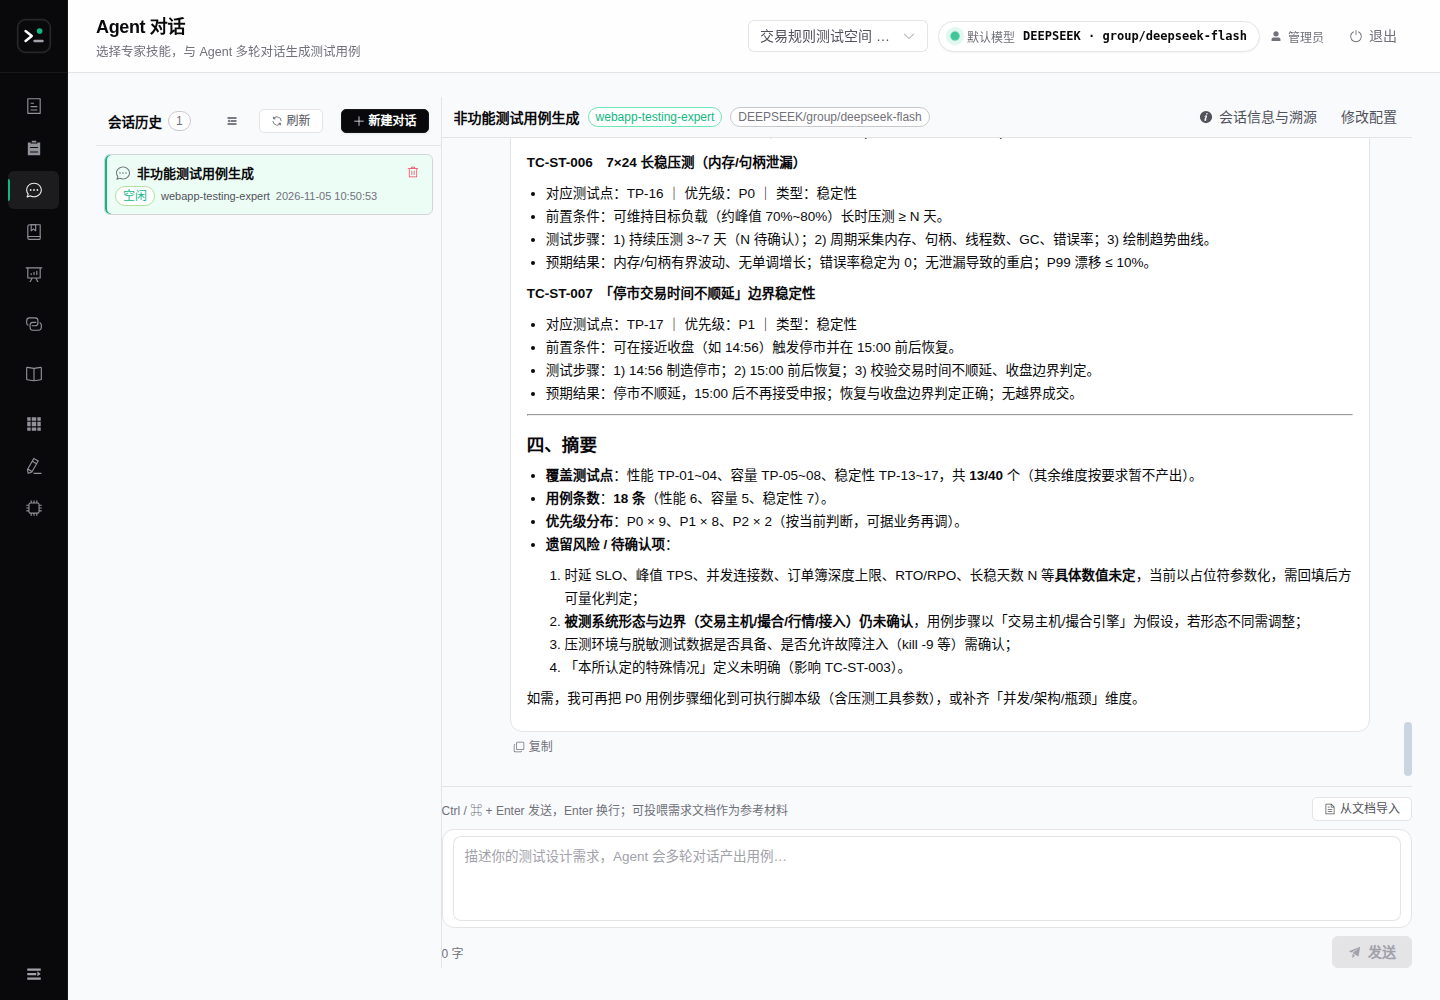 Agent 对话
选择专家技能，与 Agent 多轮对话生成测试用例
交易规则测试空间 ...
默认模型 DEEPSEEK · group/deepseek-flash
管理员
退出
会话历史 1
刷新
新建对话
非功能测试用例生成
空闲 webapp-testing-expert 2026-11-05 10:50:53
非功能测试用例生成 webapp-testing-expert DEEPSEEK/group/deepseek-flash
会话信息与溯源
修改配置
TC-ST-006 7×24 长稳压测（内存/句柄泄漏）
• 对应测试点：TP-16 ｜ 优先级：P0 ｜ 类型：稳定性
• 前置条件：可维持目标负载（约峰值 70%~80%）长时压测 ≥ N 天。
• 测试步骤：1) 持续压测 3~7 天（N 待确认）；2) 周期采集内存、句柄、线程数、GC、错误率；3) 绘制趋势曲线。
• 预期结果：内存/句柄有界波动、无单调增长；错误率稳定为 0；无泄漏导致的重启；P99 漂移 ≤ 10%。
TC-ST-007 「停市交易时间不顺延」边界稳定性
• 对应测试点：TP-17 ｜ 优先级：P1 ｜ 类型：稳定性
• 前置条件：可在接近收盘（如 14:56）触发停市并在 15:00 前后恢复。
• 测试步骤：1) 14:56 制造停市；2) 15:00 前后恢复；3) 校验交易时间不顺延、收盘边界判定。
• 预期结果：停市不顺延，15:00 后不再接受申报；恢复与收盘边界判定正确；无越界成交。
四、摘要
• 覆盖测试点：性能 TP-01~04、容量 TP-05~08、稳定性 TP-13~17，共 13/40 个（其余维度按要求暂不产出）。
• 用例条数：18 条（性能 6、容量 5、稳定性 7）。
• 优先级分布：P0 × 9、P1 × 8、P2 × 2（按当前判断，可据业务再调）。
• 遗留风险 / 待确认项：
1. 时延 SLO、峰值 TPS、并发连接数、订单簿深度上限、RTO/RPO、长稳天数 N 等具体数值未定，当前以占位符参数化，需回填后方
可量化判定；
2. 被测系统形态与边界（交易主机/撮合/行情/接入）仍未确认，用例步骤以「交易主机/撮合引擎」为假设，若形态不同需调整；
3. 压测环境与脱敏测试数据是否具备、是否允许故障注入（kill -9 等）需确认；
4. 「本所认定的特殊情况」定义未明确（影响 TC-ST-003）。
如需，我可再把 P0 用例步骤细化到可执行脚本级（含压测工具参数），或补齐「并发/架构/瓶颈」维度。
复制
Ctrl / ⌘ + Enter 发送，Enter 换行；可投喂需求文档作为参考材料
从文档导入
描述你的测试设计需求，Agent 会多轮对话产出用例…
0 字
发送